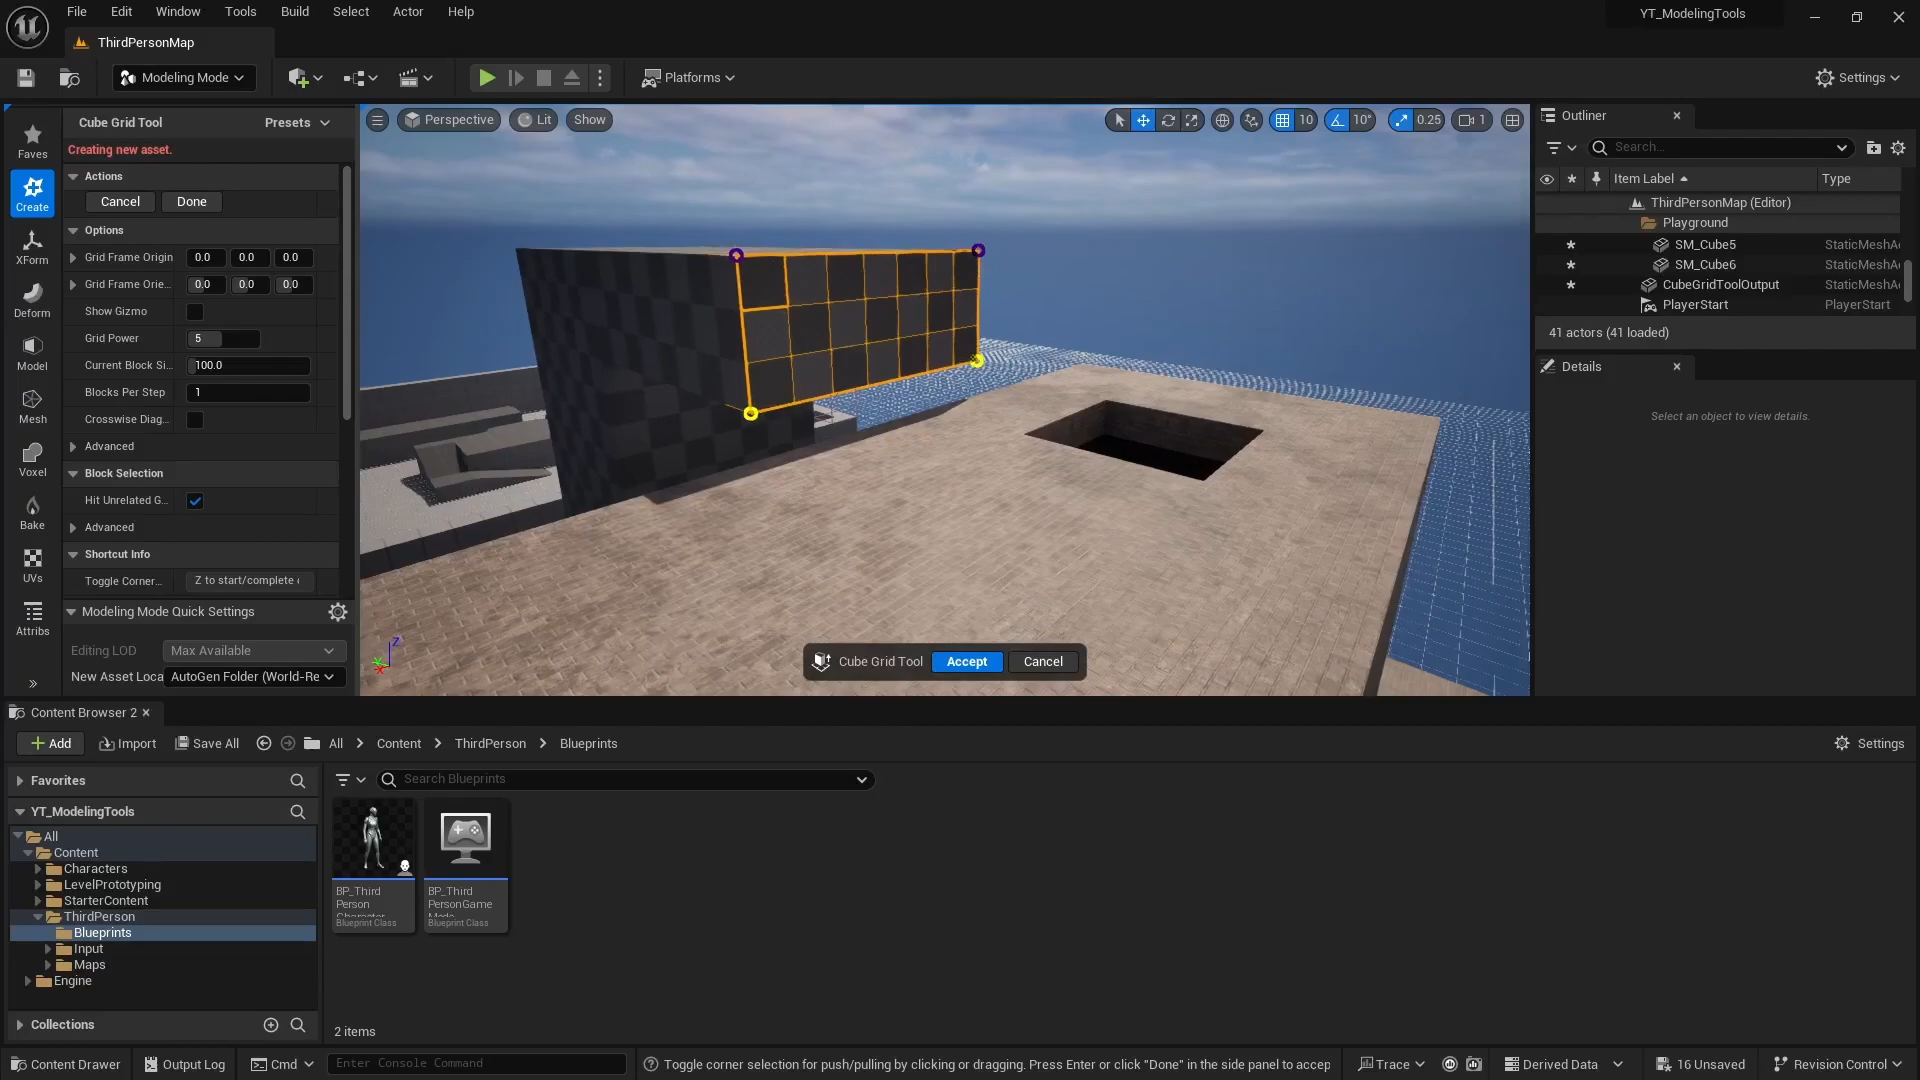 File Edit Window Tools Build Select Actor Help
YT_ModelingTools
ThirdPersonMap
Modeling Mode
Platforms
Settings
Cube Grid Tool
Presets
Creating new asset.
Faves
Create
XForm
Deform
Model
Mesh
Voxel
Bake
UVs
Attribs
Actions
Cancel Done
Options
Grid Frame Origin 0.0 0.0 0.0
Grid Frame Orie... 0.0 0.0 0.0
Show Gizmo
Grid Power 5
Current Block Si... 100.0
Blocks Per Step 1
Crosswise Diag...
Advanced
Block Selection
Hit Unrelated G...
Advanced
Shortcut Info
Toggle Corner... Z to start/complete
Modeling Mode Quick Settings
Editing LOD Max Available
New Asset Loca AutoGen Folder (World-Re
Perspective Lit Show
10 10° 0.25 1
Z
Cube Grid Tool Accept Cancel
Outliner
Search...
Item Label Type
ThirdPersonMap (Editor)
Playground
SM_Cube5 StaticMeshA
SM_Cube6 StaticMeshA
CubeGridToolOutput StaticMeshA
PlayerStart PlayerStart
41 actors (41 loaded)
Details
Select an object to view details.
Content Browser 2
Add Import Save All All Content ThirdPerson Blueprints
Settings
Favorites
YT_ModelingTools
All
Content
Characters
LevelPrototyping
StarterContent
ThirdPerson
Blueprints
Input
Maps
Engine
Collections
Search Blueprints
BP_Third
Person
Character
Blueprint Class
BP_Third
PersonGame
Mode
Blueprint Class
2 items
Content Drawer Output Log Cmd Enter Console Command Toggle corner selection for push/pulling by clicking or dragging. Press Enter or click "Done" in the side panel to accep Trace Derived Data 16 Unsaved Revision Control